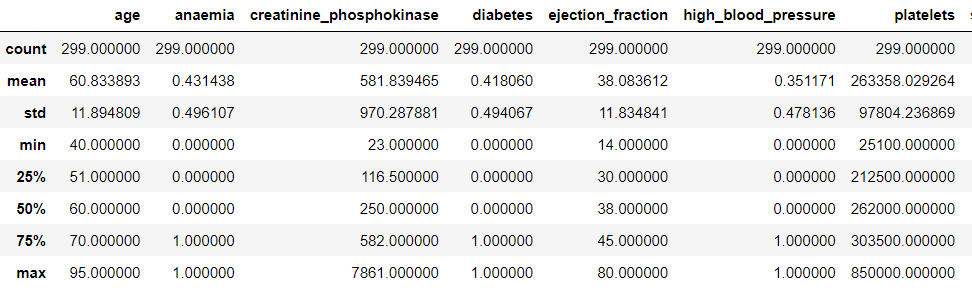 age anaemia creatinine_phosphokinase diabetes ejection_fraction high_blood_pressure platelets
count 299.000000 299.000000 299.000000 299.000000 299.000000 299.000000 299.000000
mean 60.833893 0.431438 581.839465 0.418060 38.083612 0.351171 263358.029264
std 11.894809 0.496107 970.287881 0.494067 11.834841 0.478136 97804.236869
min 40.000000 0.000000 23.000000 0.000000 14.000000 0.000000 25100.000000
25% 51.000000 0.000000 116.500000 0.000000 30.000000 0.000000 212500.000000
50% 60.000000 0.000000 250.000000 0.000000 38.000000 0.000000 262000.000000
75% 70.000000 1.000000 582.000000 1.000000 45.000000 1.000000 303500.000000
max 95.000000 1.000000 7861.000000 1.000000 80.000000 1.000000 850000.000000